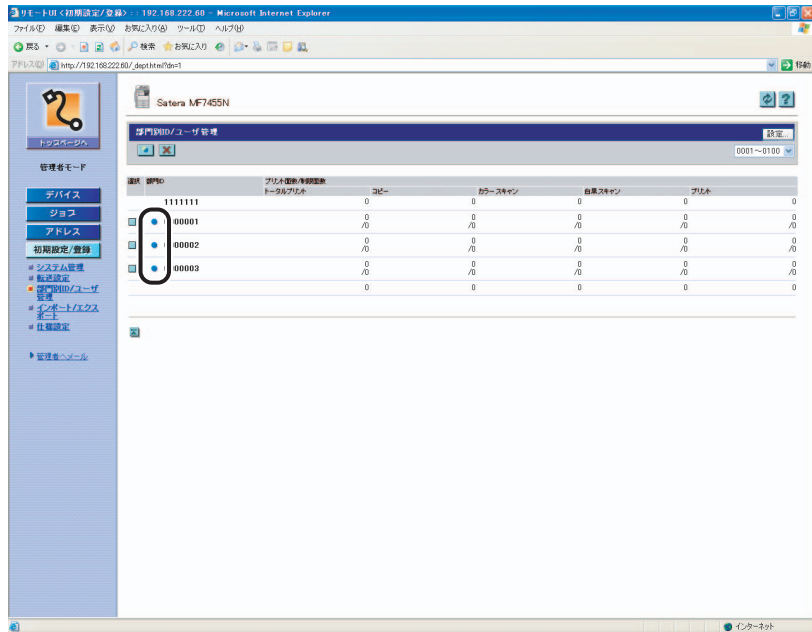 リモートUI <初期設定/登録> : : 192.168.222.60 - Microsoft Internet Explorer
ファイル(F) 編集(E) 表示(V) お気に入り(A) ツール(T) ヘルプ(H)
戻る 検索 お気に入り
アドレス(D) http://192.168.222.60/_dept.html?dn=1 移動
Satera MF7455N
トップページへ
部門別ID/ユーザ管理 設定...
0001～0100
管理者モード
選択 部門ID プリント面数/制限面数
トータルプリント コピー カラースキャン 白黒スキャン プリント
デバイス
1111111 0 0 0 0 0
ジョブ
00001 0 0 0 0 0
/0 /0 /0 /0 /0
アドレス
00002 0 0 0 0 0
/0 /0 /0 /0 /0
初期設定/登録
00003 0 0 0 0 0
/0 /0 /0 /0 /0
0 0 0 0 0
システム管理
転送設定
部門別ID/ユーザ
管理
インポート/エクス
ポート
仕様設定
管理者へメール
インターネット